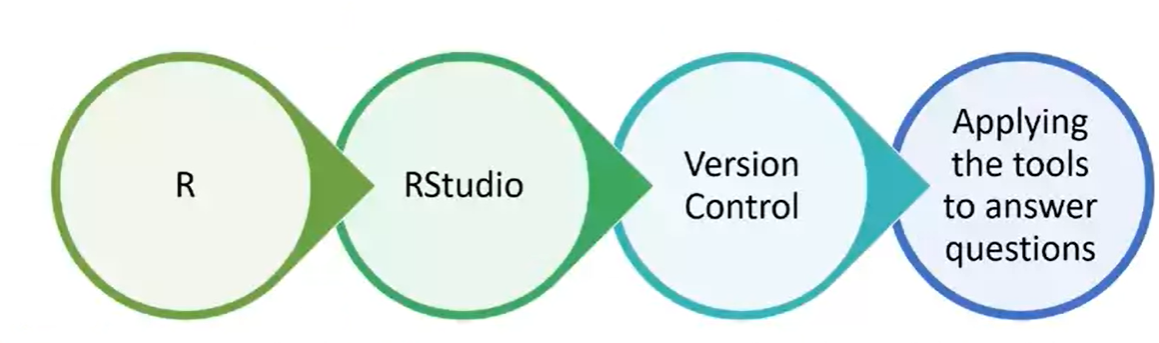 R
RStudio
Version
Control
Applying
the tools
to answer
questions